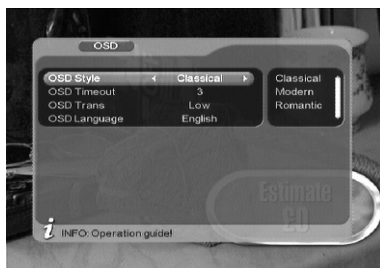 OSD
OSD Style Classical
OSD Timeout 3
OSD Trans Low
OSD Language English
Classical
Modern
Romantic
Estimate
£0
INFO: Operation guide!